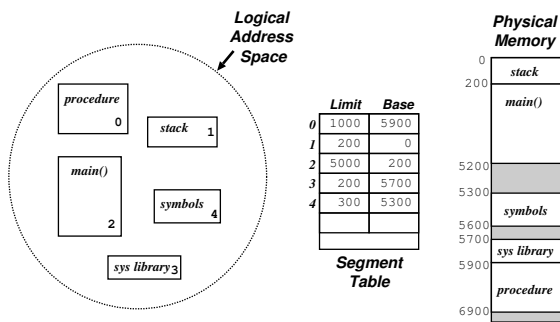 Logical
Address
Space
procedure
0
stack
1
main()
2
symbols
4
sys library
3
Limit Base
0 1000 5900
1 200 0
2 5000 200
3 200 5700
4 300 5300
Segment
Table
Physical
Memory
0
stack
200
main()
5200
5300
symbols
5600
5700
sys library
5900
procedure
6900